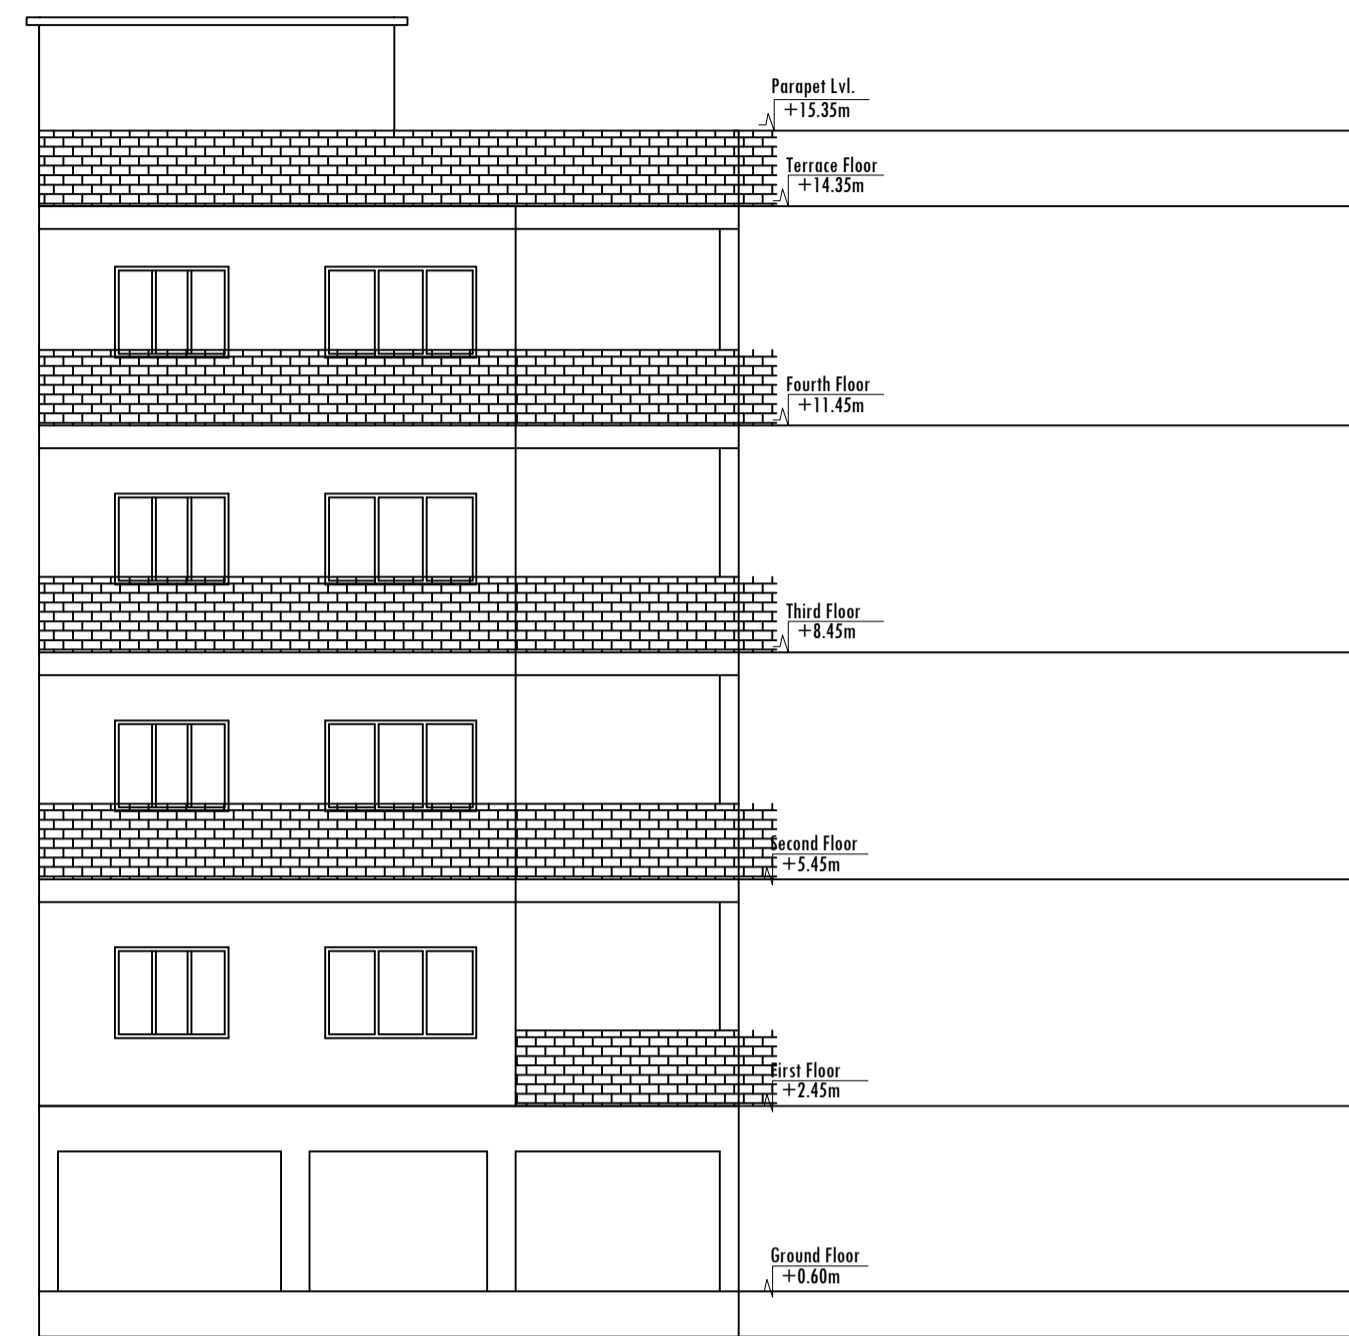 Parapet Lvl.
+15.35m
Terrace Floor
+14.35m
Fourth Floor
+11.45m
Third Floor
+8.45m
Second Floor
+5.45m
First Floor
+2.45m
Ground Floor
+0.60m